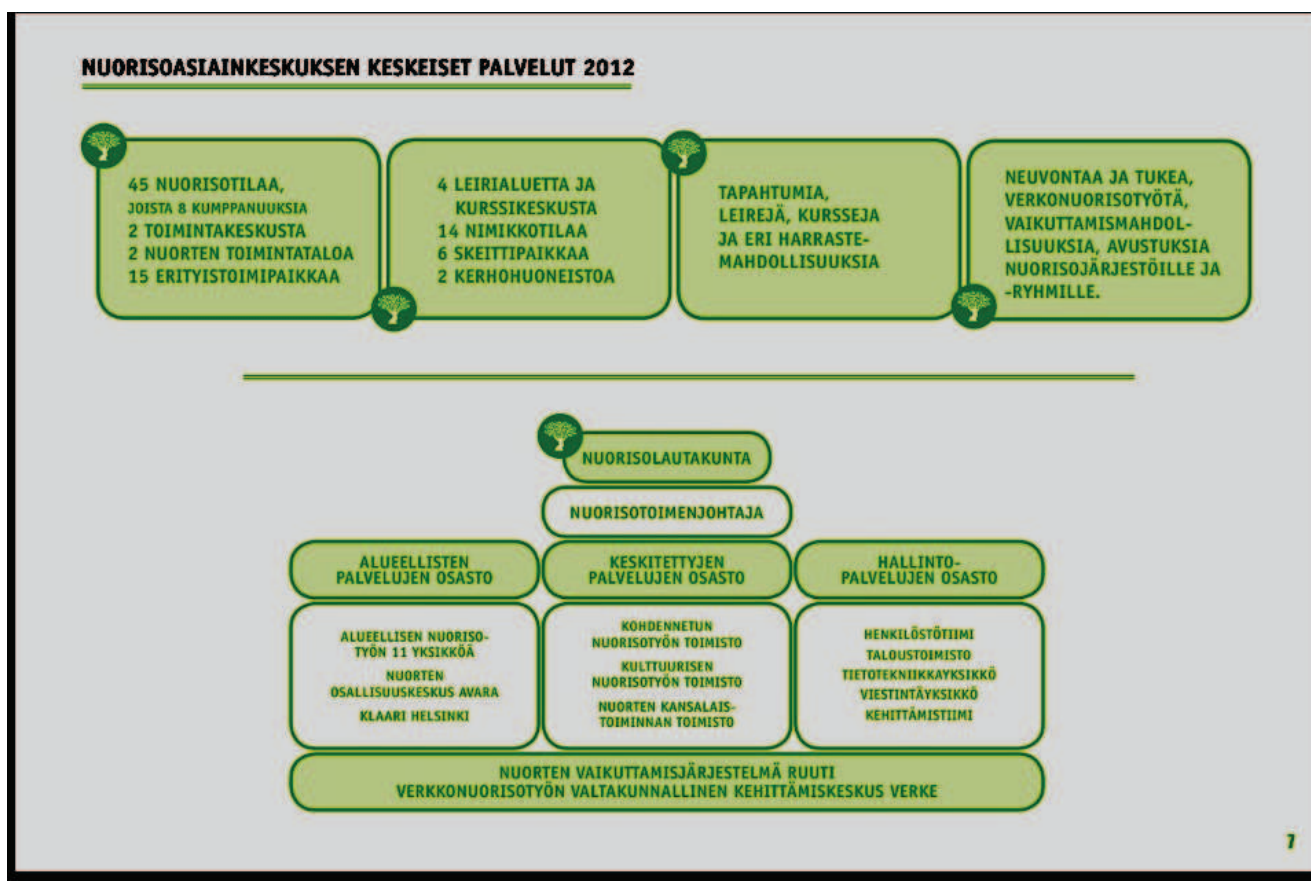 NUORISOASIAINKESKUKSEN KESKEISET PALVELUT 2012
45 NUORISOTILAA,
JOISTA 8 KUMPPANUUKSIA
2 TOIMINTAKESKUSTA
2 NUORTEN TOIMINTATALOA
15 ERITYISTOIMIPAIKKAA
4 LEIRIALUETTA JA
KURSSIKESKUSTA
14 NIMIKKOTILAA
6 SKEITTIPAIKKAA
2 KERHOHUONEISTOA
TAPAHTUMIA,
LEIREJÄ, KURSSEJA
JA ERI HARRASTE-
MAHDOLLISUUKSIA
NEUVONTAA JA TUKEA,
VERKONUORISOTYÖTÄ,
VAIKUTTAMISMAHDOL-
LISUUKSIA, AVUSTUKSIA
NUORISOJÄRJESTÖILLE JA
-RYHMILLE.
NUORISOLAUTAKUNTA
NUORISOTOIMENJOHTAJA
ALUEELLISTEN
PALVELUJEN OSASTO
KESKITETTYJEN
PALVELUJEN OSASTO
HALLINTO-
PALVELUJEN OSASTO
ALUEELLISEN NUORISO-
TYÖN 11 YKSIKKÖÄ
NUORTEN
OSALLISUUSKESKUS AVARA
KLAARI HELSINKI
KOHDENNETUN
NUORISOTYÖN TOIMISTO
KULTTUURISEN
NUORISOTYÖN TOIMISTO
NUORTEN KANSALAIS-
TOIMINNAN TOIMISTO
HENKILÖSTÖTIIMI
TALOUSTOIMISTO
TIETOTEKNIIKKAYKSIKKÖ
VIESTINTÄYKSIKKÖ
KEHITTÄMISTIIMI
NUORTEN VAIKUTTAMISJÄRJESTELMÄ RUUTI
VERKKONUORISOTYÖN VALTAKUNNALLINEN KEHITTÄMISKESKUS VERKE
7